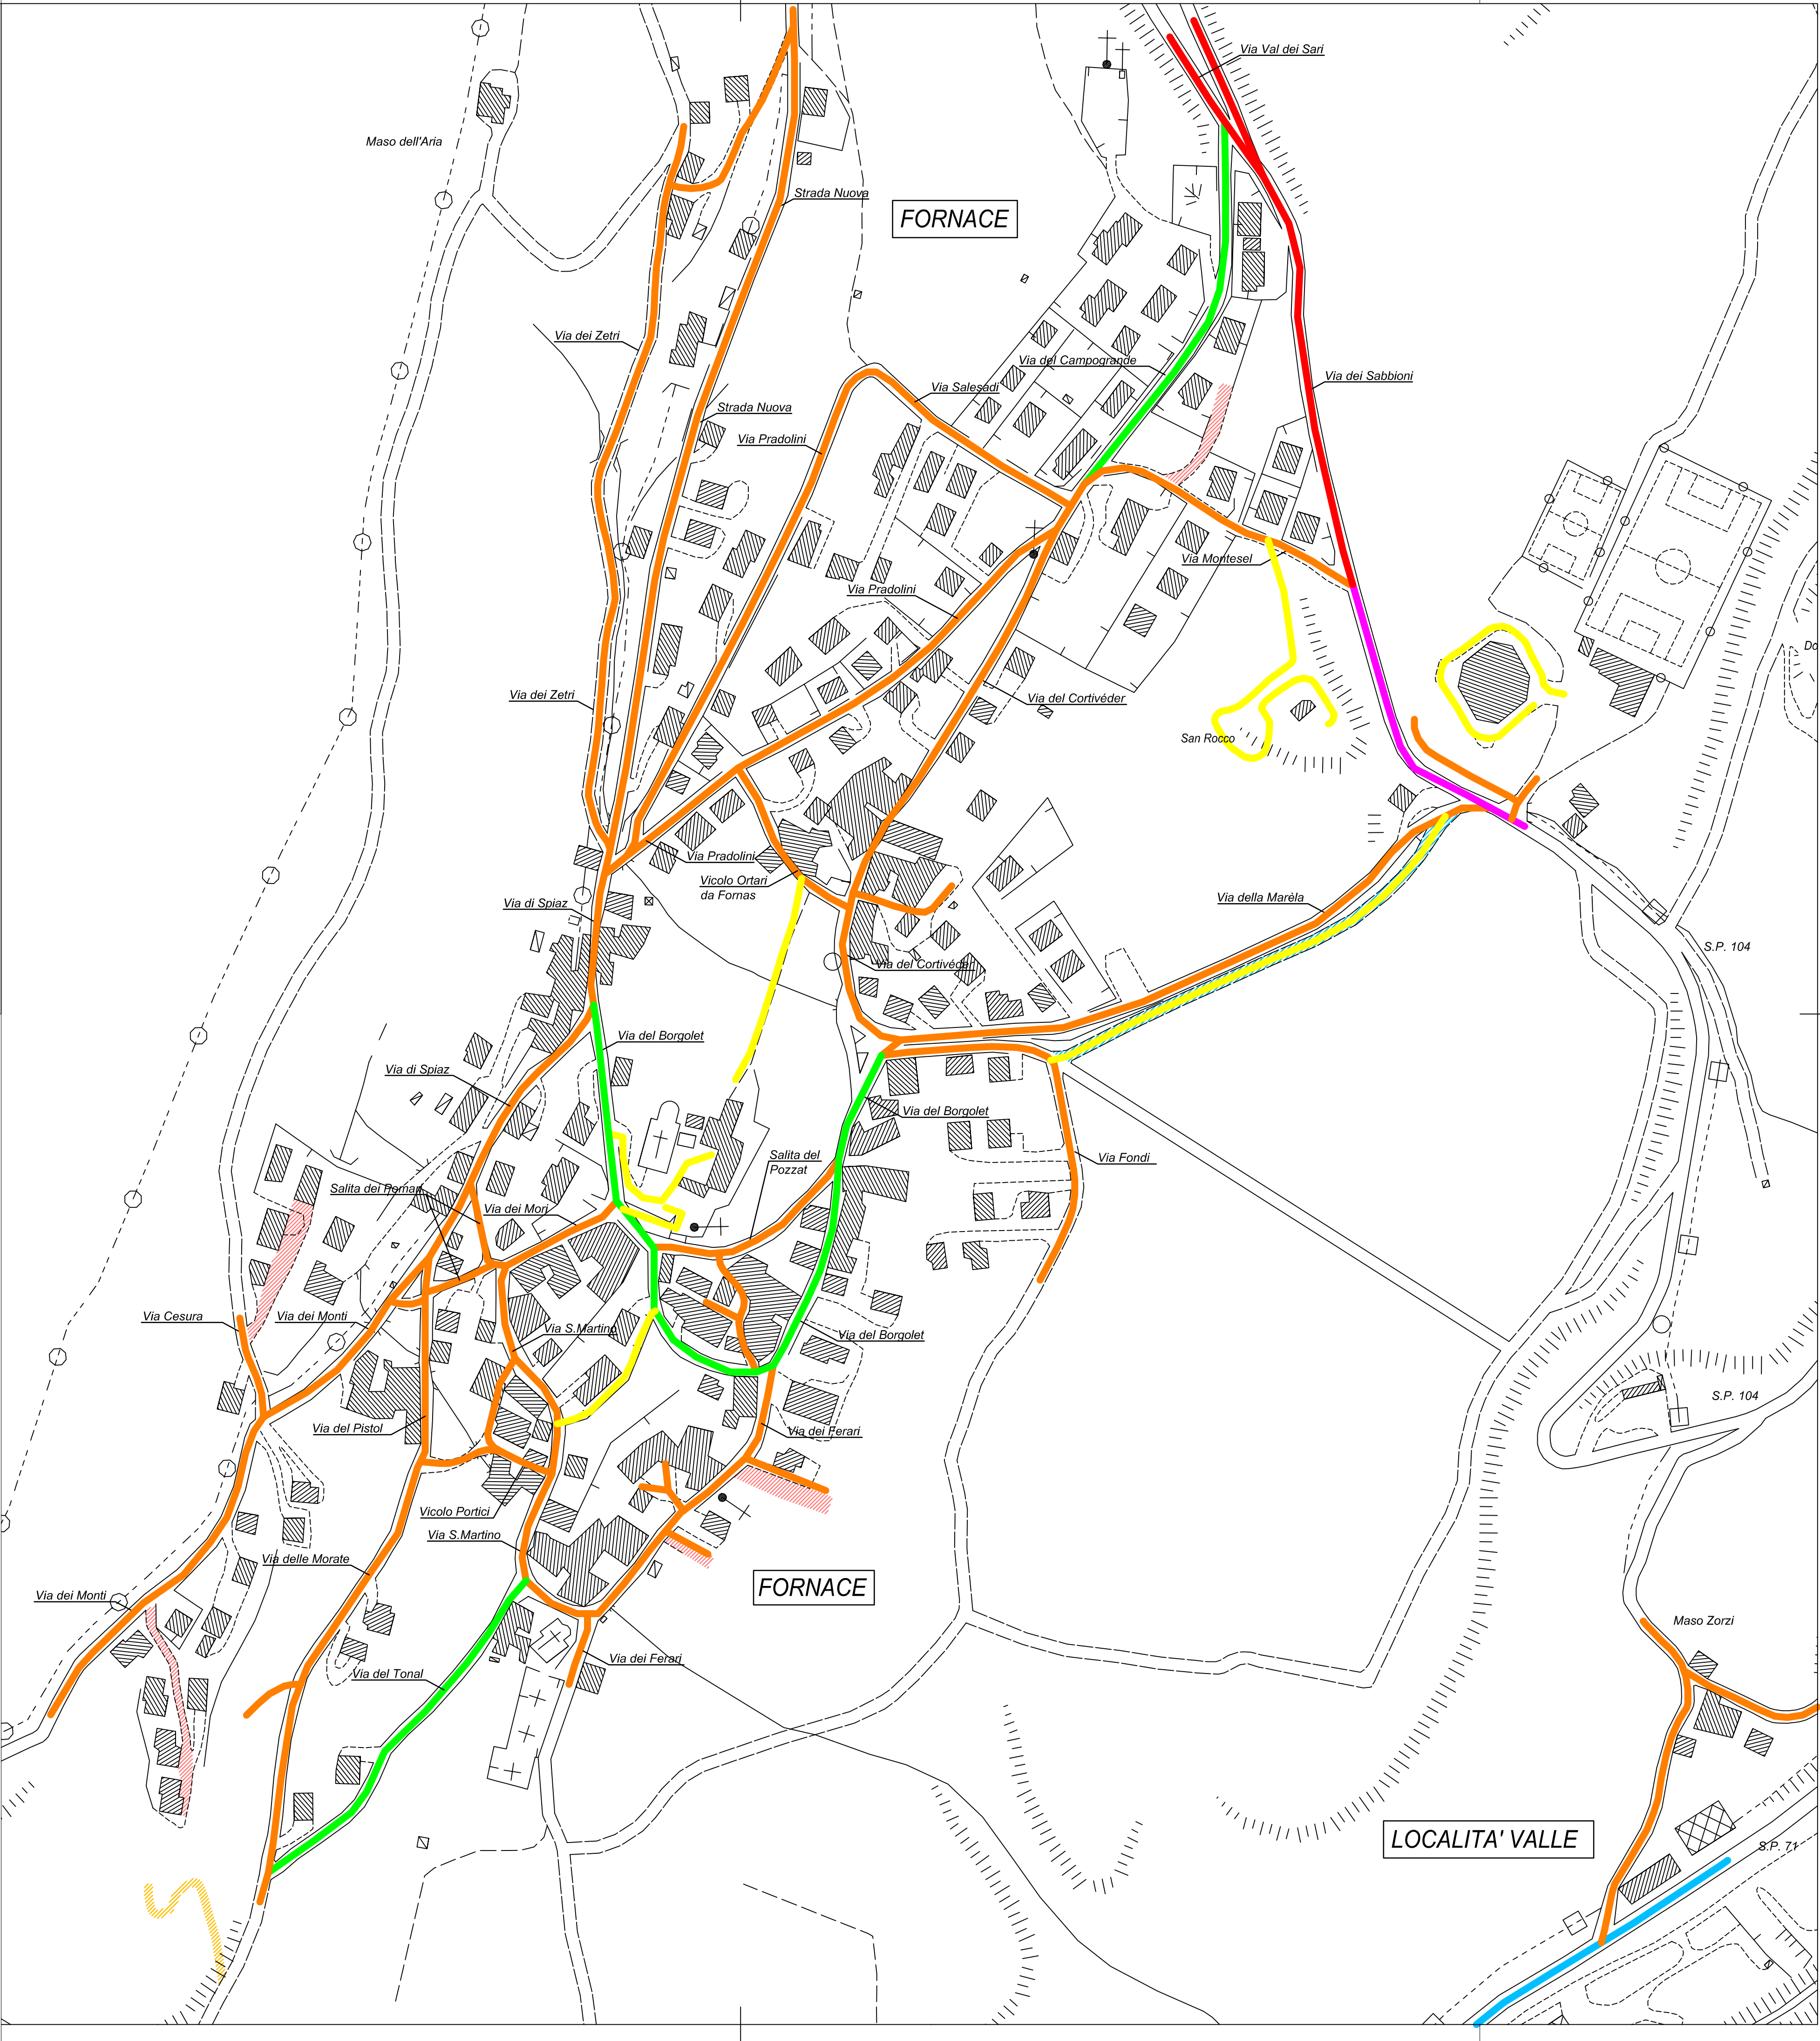 Via Val dei Sari
Maso dell'Aria
Strada Nuova
FORNACE
Via dei Zetri
Via del Campogrande
Via dei Sabbioni
Via Salesadi
Strada Nuova
Via Pradolini
Via Montesel
Via Pradolini
Do
Via dei Zetri
Via del Cortivéder
San Rocco
Via Pradolini
Vicolo Ortari
da Fornas
Via della Marèla
Via di Spiaz
S.P. 104
Via del Cortivéder
Via del Borgolet
Via di Spiaz
Via del Borgolet
Salita del
Pozzat
Via Fondi
Salita dei Pomari
Via dei Mori
Via Cesura
Via dei Monti
Via S.Martino
Via del Borgolet
S.P. 104
Via del Pistol
Via dei Ferari
Vicolo Portici
Via S.Martino
Via delle Morate
FORNACE
Via dei Monti
Maso Zorzi
Via dei Ferari
Via del Tonal
LOCALITA' VALLE
S.P. 71